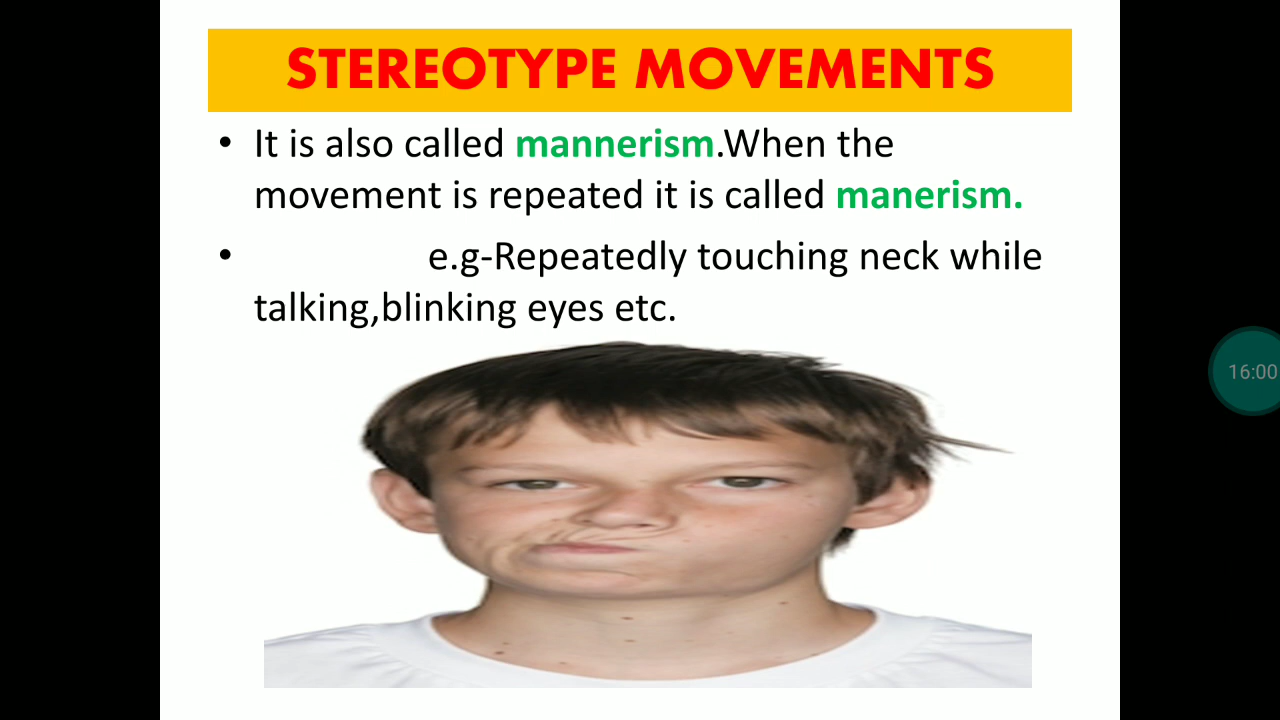 STEREOTYPE MOVEMENTS
• It is also called mannerism.When the
movement is repeated it is called manerism.
• e.g-Repeatedly touching neck while
talking,blinking eyes etc.
16:00